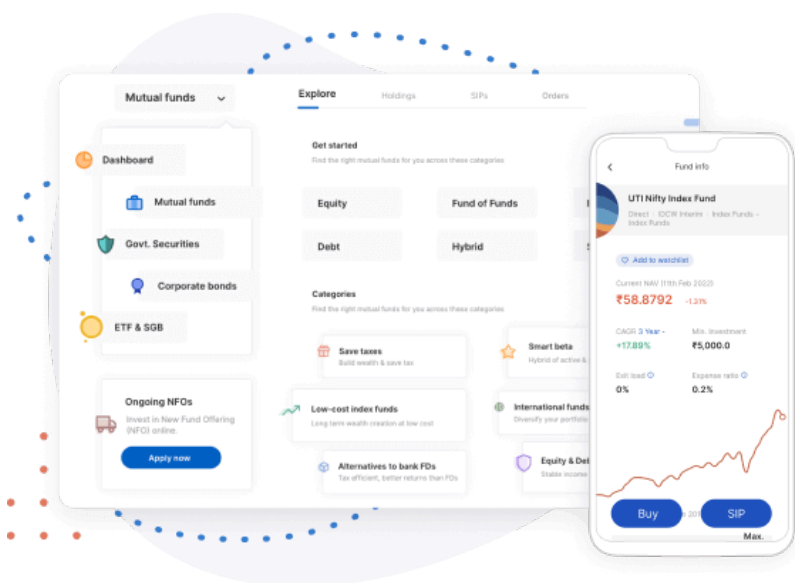 Mutual funds
Explore
Holdings
SIPs
Orders
Dashboard
Mutual funds
Govt. Securities
Corporate bonds
ETF & SGB
Ongoing NFOs
Invest in New Fund Offering
(NFO) online.
Apply now
Get started
Find the right mutual funds for you across these categories
Equity
Fund of Funds
Debt
Hybrid
Categories
Find the right mutual funds for you across these categories
Save taxes
Build wealth & save tax
Smart beta
Hybrid of active &
Low-cost index funds
Long term wealth creation at low cost
International funds
Diversify your portfolio
Alternatives to bank FDs
Tax efficient, better returns than FDs
Equity &
Stable income
Fund info
UTI Nifty Index Fund
Direct · IDCW Interim · Index Funds -
Index Funds
Add to watchlist
Current NAV (11th Feb 2022)
₹58.8792 -1.31%
CAGR 3 Year -
+17.89%
Min. Investment
₹5,000.0
Exit load
0%
Expense ratio
0.2%
Buy
SIP
Max.